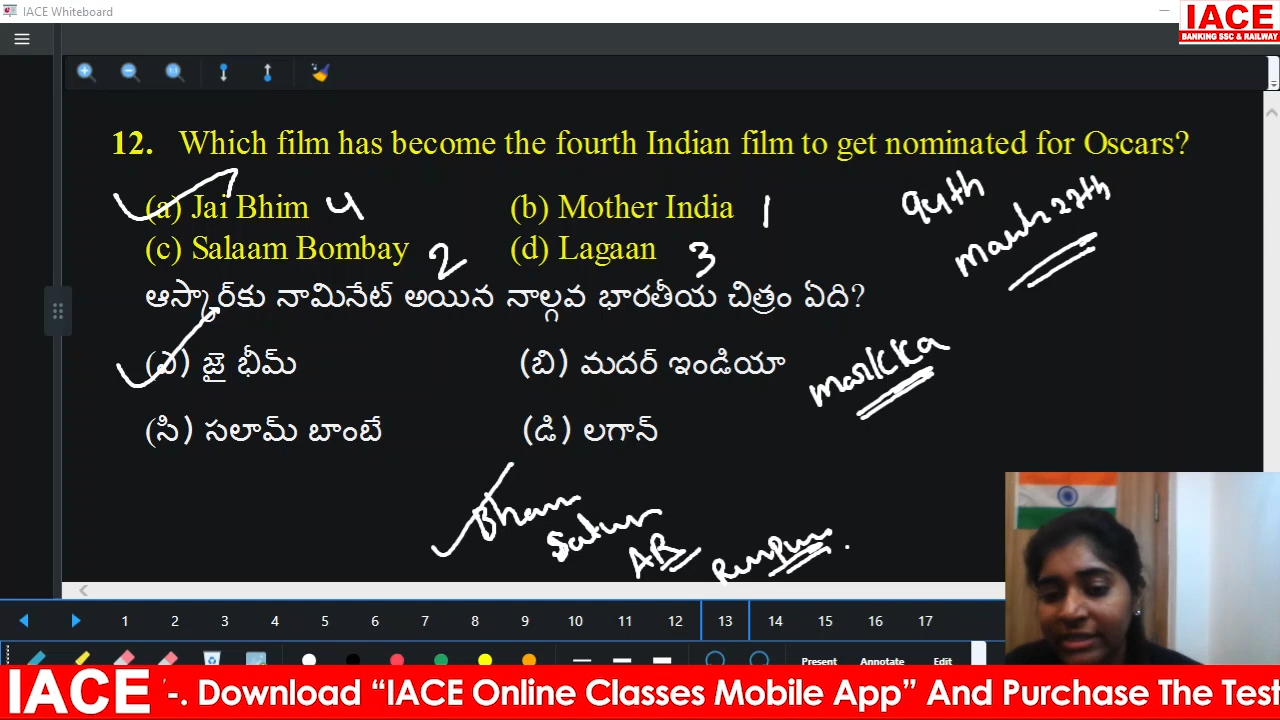 IACE Whiteboard
IACE
BANKING SSC & RAILWAY
12. Which film has become the fourth Indian film to get nominated for Oscars?
(a) Jai Bhim 4 (b) Mother India 1
(c) Salaam Bombay 2 (d) Lagaan 3
94th
March 27th
ఆస్కార్‌కు నామినేట్ అయిన నాల్గవ భారతీయ చిత్రం ఏది?
(ఎ) జై భీమ్ (బి) మదర్ ఇండియా
(సి) సలామ్ బాంబే (డి) లగాన్
AR
1 2 3 4 5 6 7 8 9 10 11 12 13 14 15 16 17
Present Annotate Edit
IACE -. Download “IACE Online Classes Mobile App” And Purchase The Test